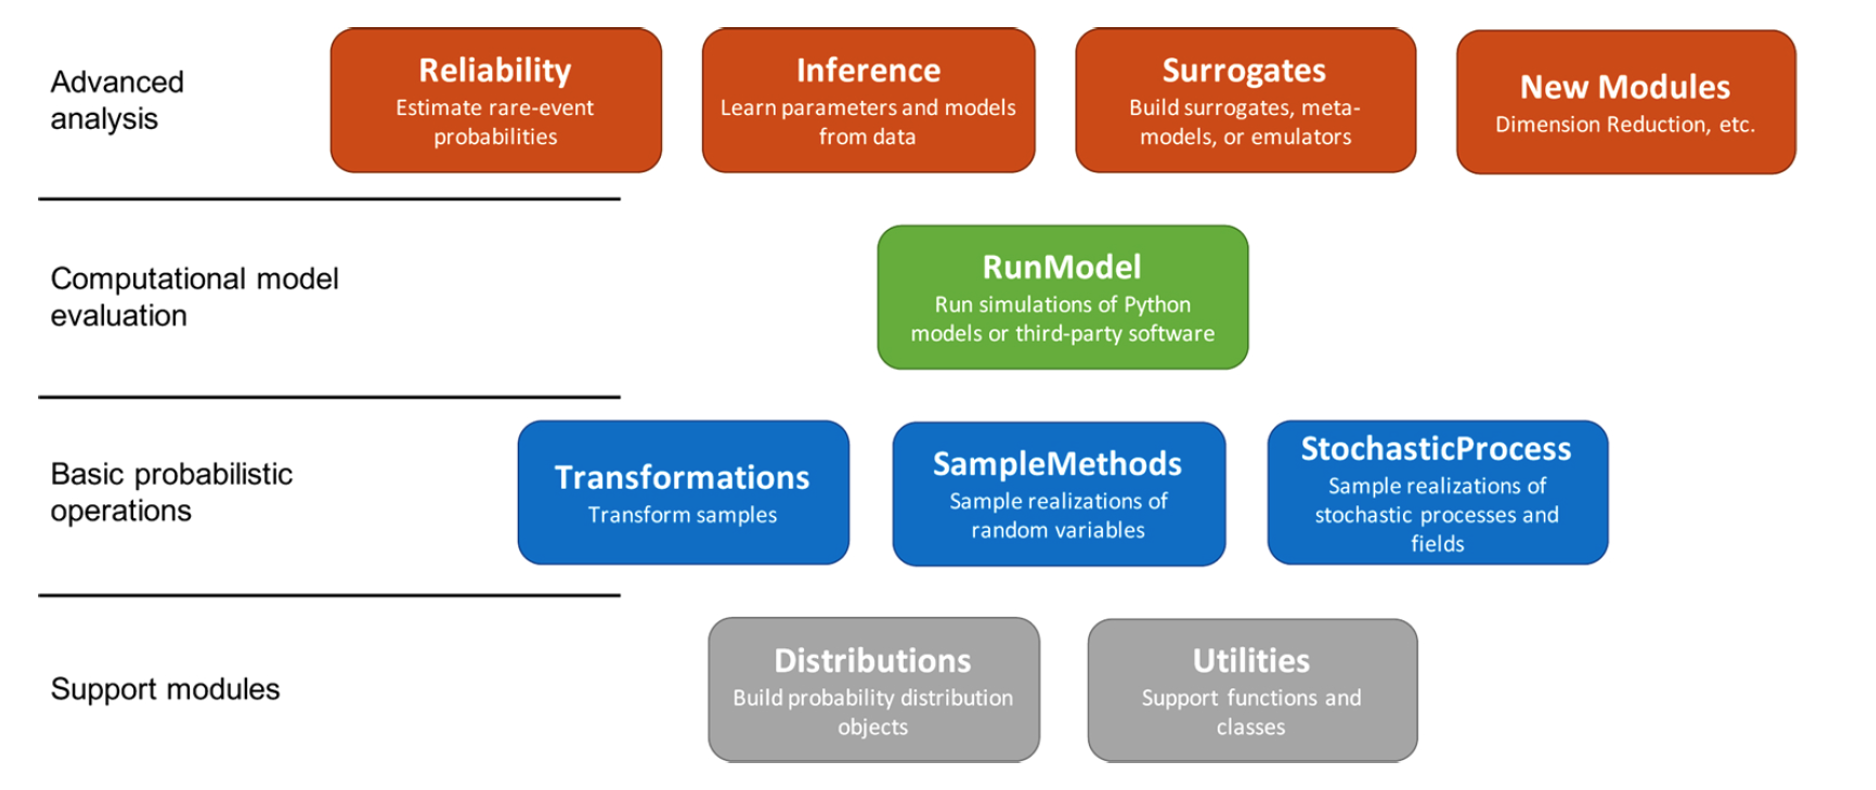 Advanced
analysis
Reliability
Estimate rare-event
probabilities
Inference
Learn parameters and models
from data
Surrogates
Build surrogates, meta-
models, or emulators
New Modules
Dimension Reduction, etc.
Computational model
evaluation
RunModel
Run simulations of Python
models or third-party software
Basic probabilistic
operations
Transformations
Transform samples
SampleMethods
Sample realizations of
random variables
StochasticProcess
Sample realizations of
stochastic processes and
fields
Support modules
Distributions
Build probability distribution
objects
Utilities
Support functions and
classes